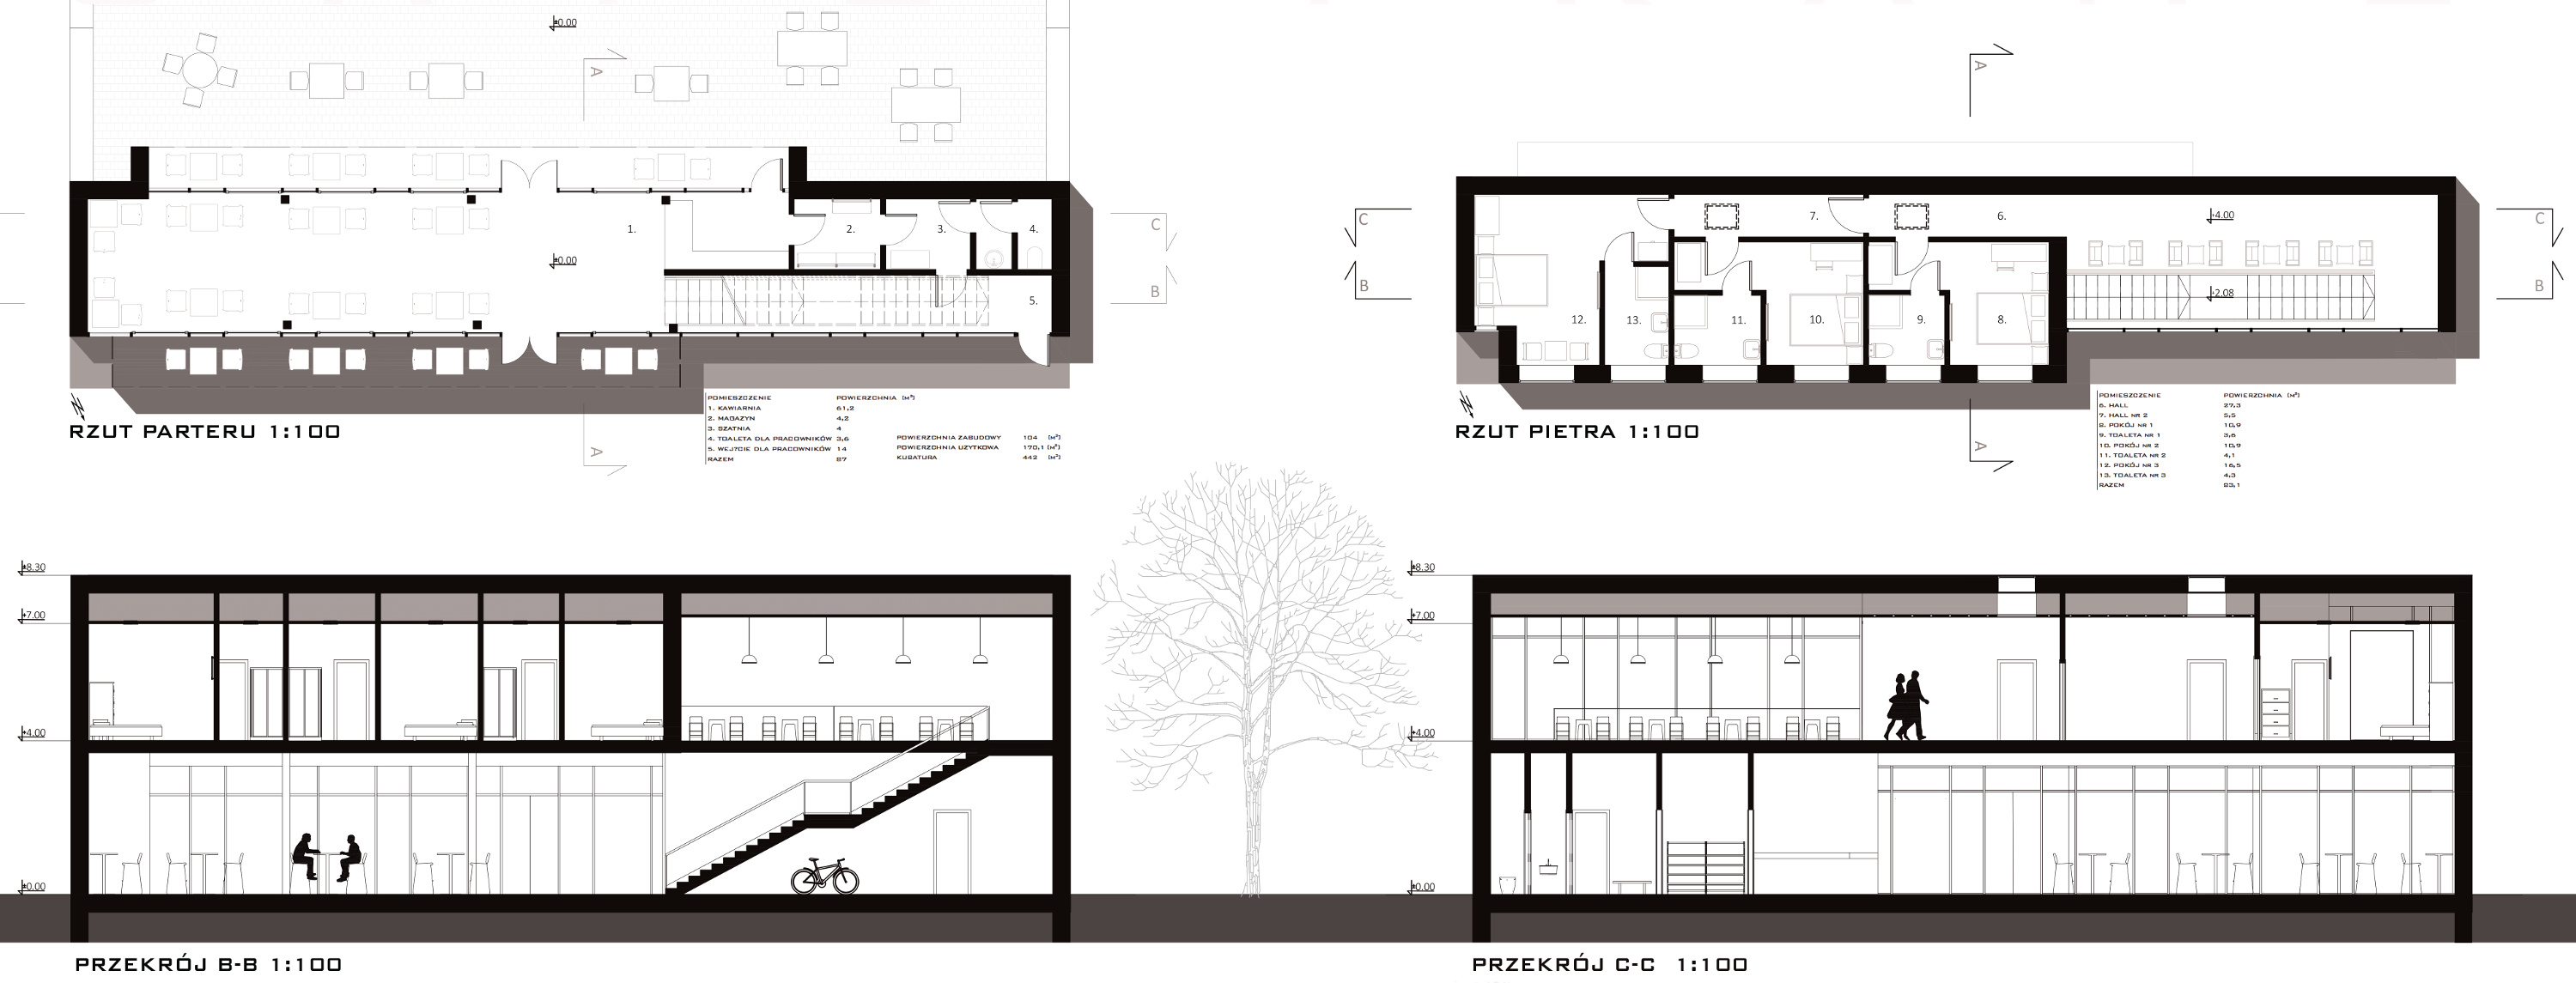 ±0.00
A
A
1.
2.
3.
4.
7.
6.
+4.00
C
C
C
±0.00
5.
B
B
B
+2.08
12.
13.
11.
10.
9.
8.
POMIESZCZENIE POWIERZCHNIA (M²)
1. KAWIARNIA 61,2
2. MAGAZYN 4,2
3. SZATNIA 4
4. TOALETA DLA PRACOWNIKÓW 3,6
5. WEJ?CIE DLA PRACOWNIKÓW 14
RAZEM 87
POWIERZCHNIA ZABUDOWY 104 (M²)
POWIERZCHNIA UZYTKOWA 170,1 (M²)
KUBATURA 442 (M³)
POMIESZCZENIE POWIERZCHNIA (M²)
6. HALL 27,3
7. HALL NR 2 5,5
8. POKÓJ NR 1 10,9
9. TOALETA NR 1 3,6
10. POKÓJ NR 2 10,9
11. TOALETA NR 2 4,1
12. POKÓJ NR 3 16,5
13. TOALETA NR 3 4,3
RAZEM 83,1
RZUT PARTERU 1:100
RZUT PIETRA 1:100
A
A
±8.30
+7.00
+4.00
±0.00
±8.30
+7.00
+4.00
±0.00
PRZEKRÓJ B-B 1:100
PRZEKRÓJ C-C 1:100